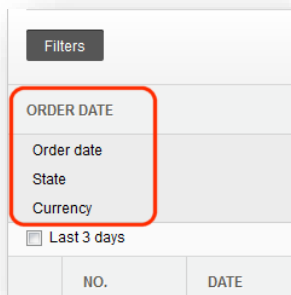 Filters
ORDER DATE
Order date
State
Currency
Last 3 days
NO. DATE